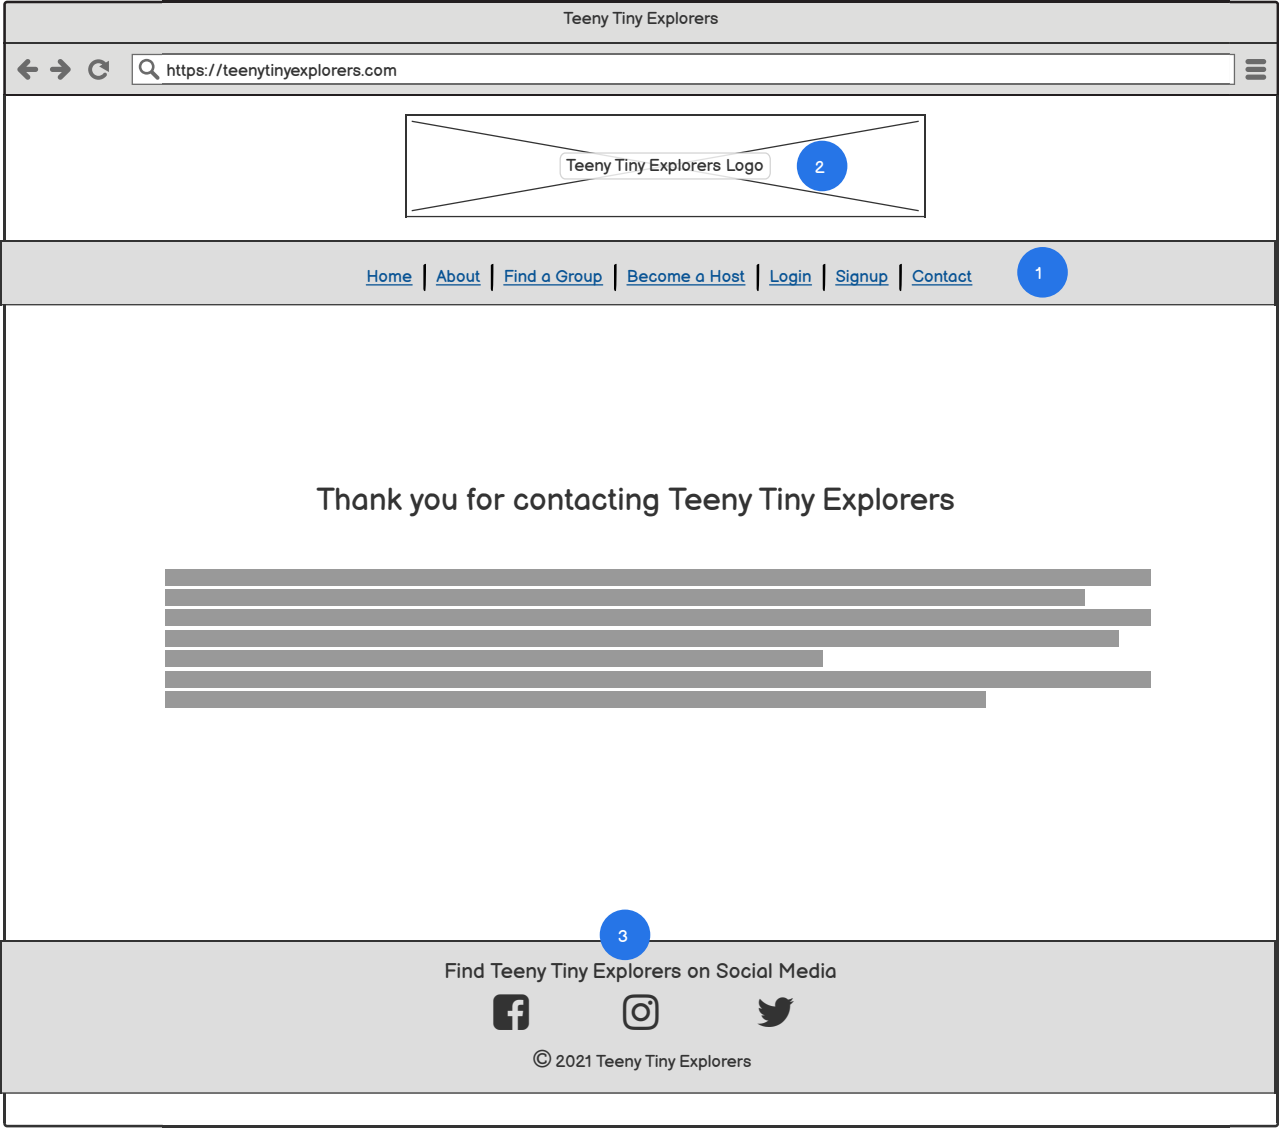 Teeny Tiny Explorers
https://teenytinyexplorers.com
Teeny Tiny Explorers Logo 2
Home About Find a Group Become a Host Login Signup Contact 1
Thank you for contacting Teeny Tiny Explorers
3
Find Teeny Tiny Explorers on Social Media
© 2021 Teeny Tiny Explorers